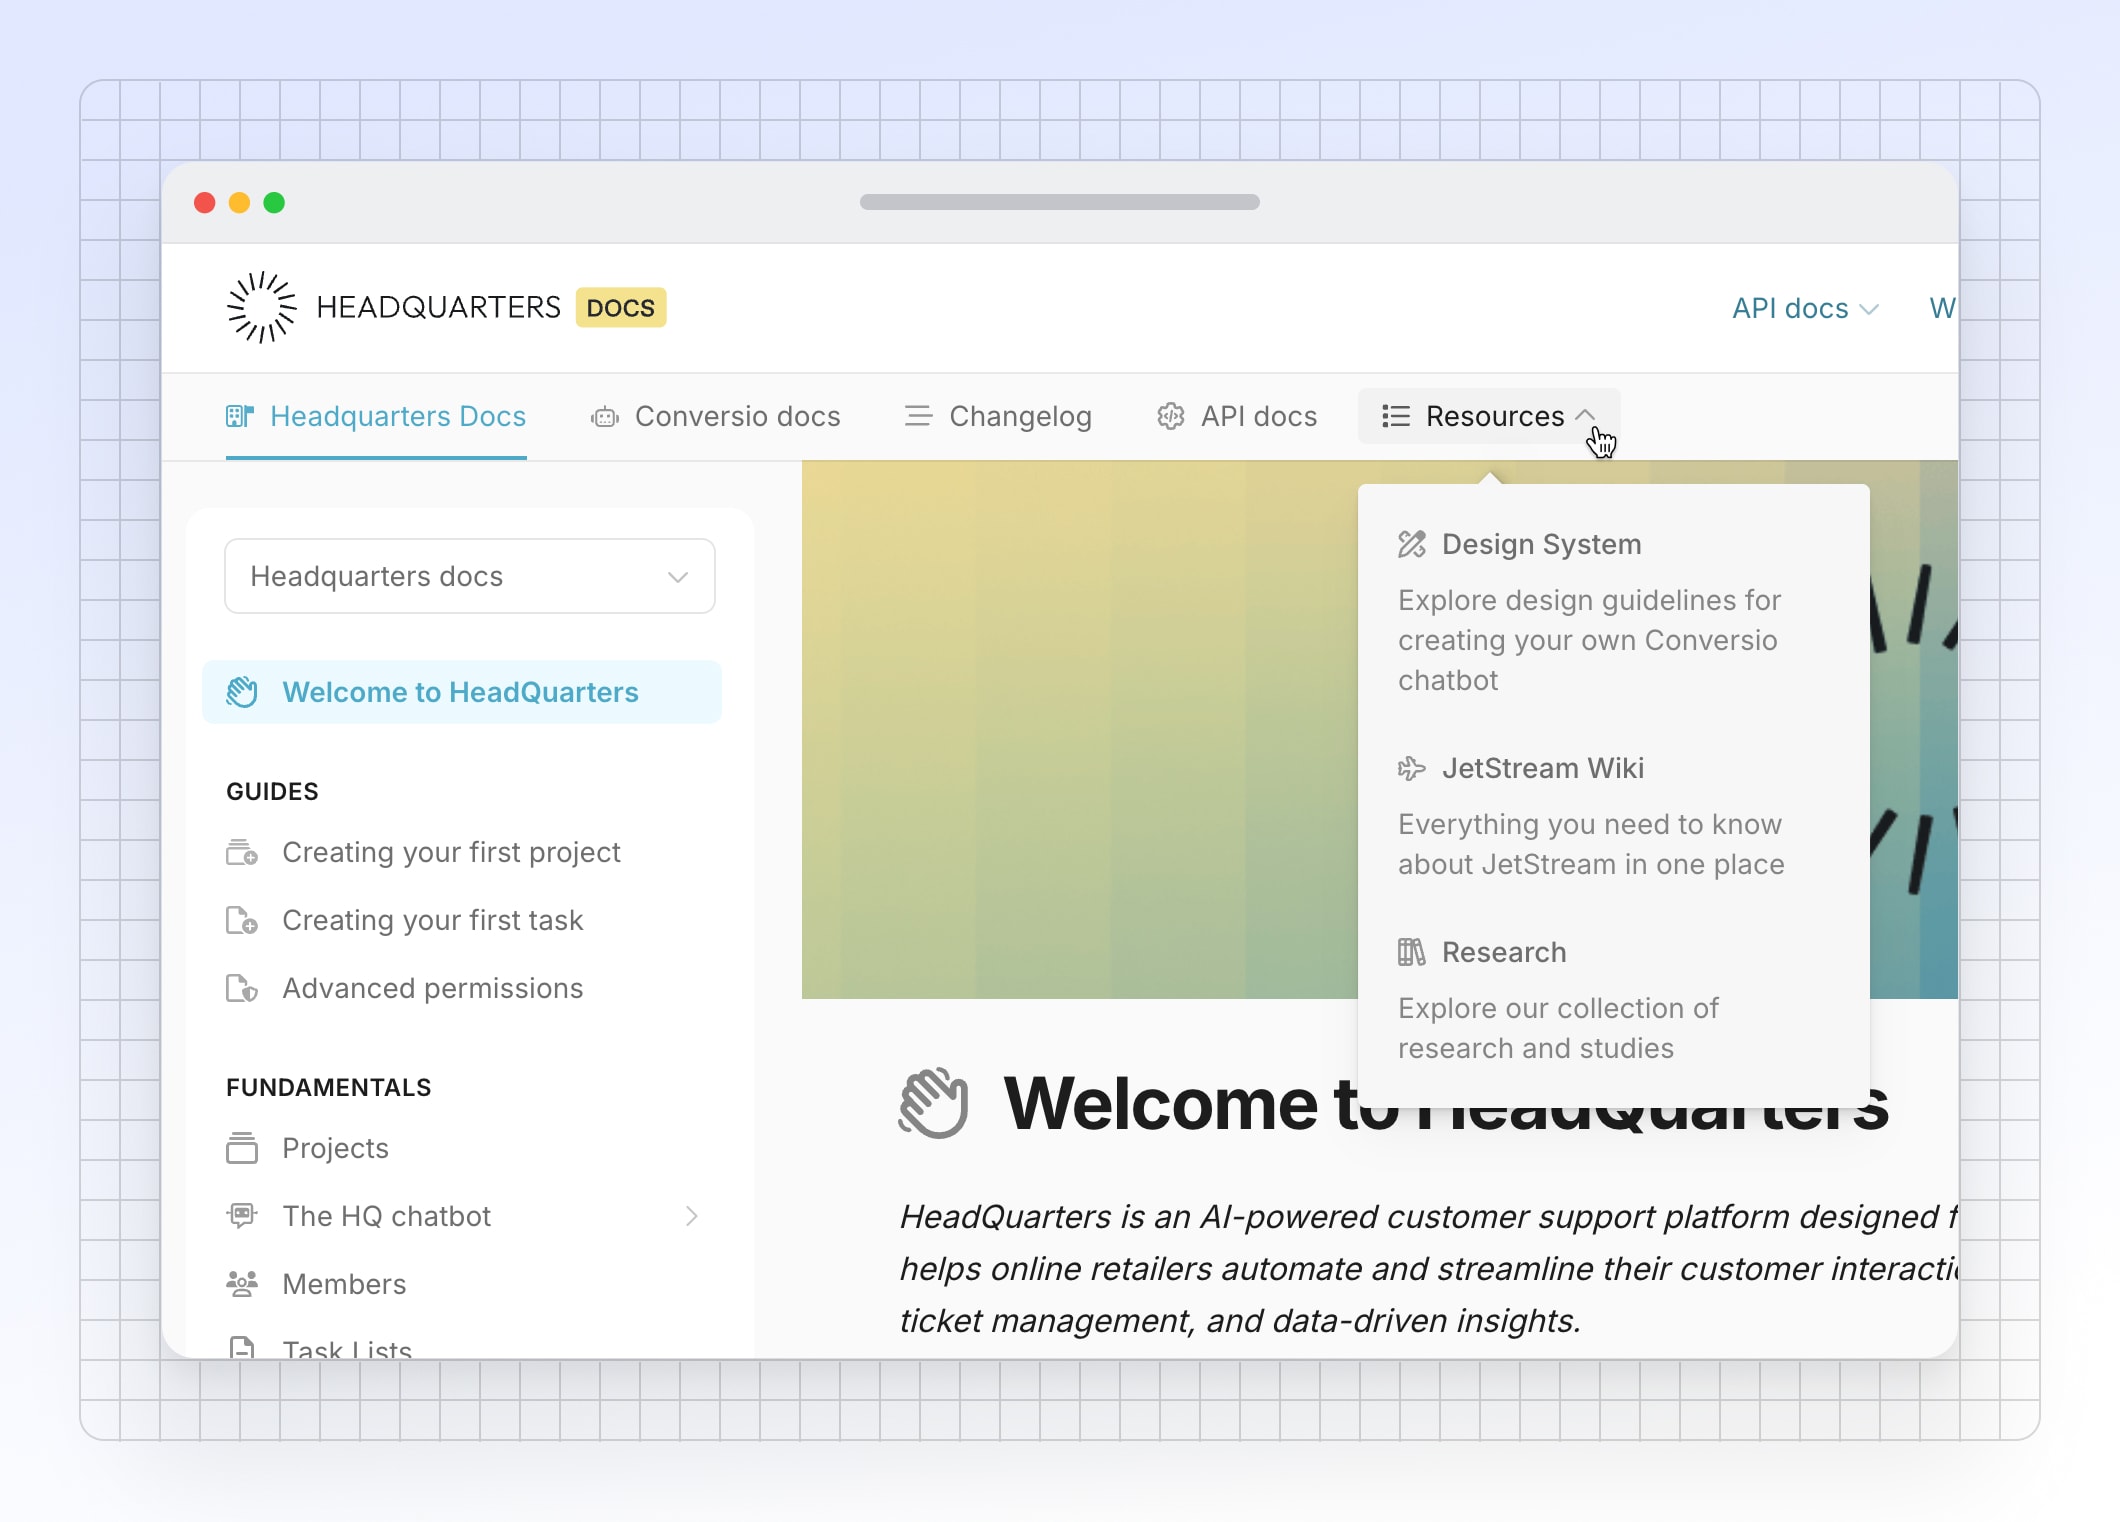 HEADQUARTERS DOCS
API docs
W
Headquarters Docs
Conversio docs
Changelog
API docs
Resources
Headquarters docs
Welcome to HeadQuarters
GUIDES
Creating your first project
Creating your first task
Advanced permissions
FUNDAMENTALS
Projects
The HQ chatbot
Members
Task Lists
Design System
Explore design guidelines for
creating your own Conversio
chatbot
JetStream Wiki
Everything you need to know
about JetStream in one place
Research
Explore our collection of
research and studies
Welcome to HeadQuarters
HeadQuarters is an AI-powered customer support platform designed f
helps online retailers automate and streamline their customer interacti
ticket management, and data-driven insights.